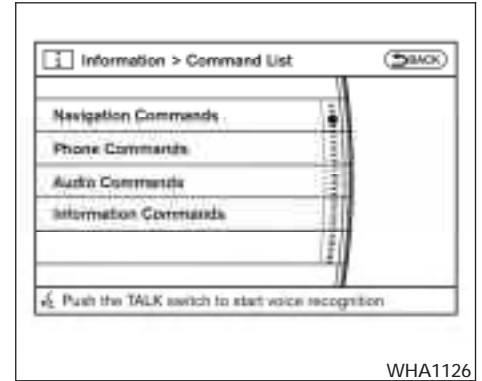 i Information > Command List BACK
Navigation Commands
Phone Commands
Audio Commands
Information Commands
Push the TALK switch to start voice recognition
WHA1126